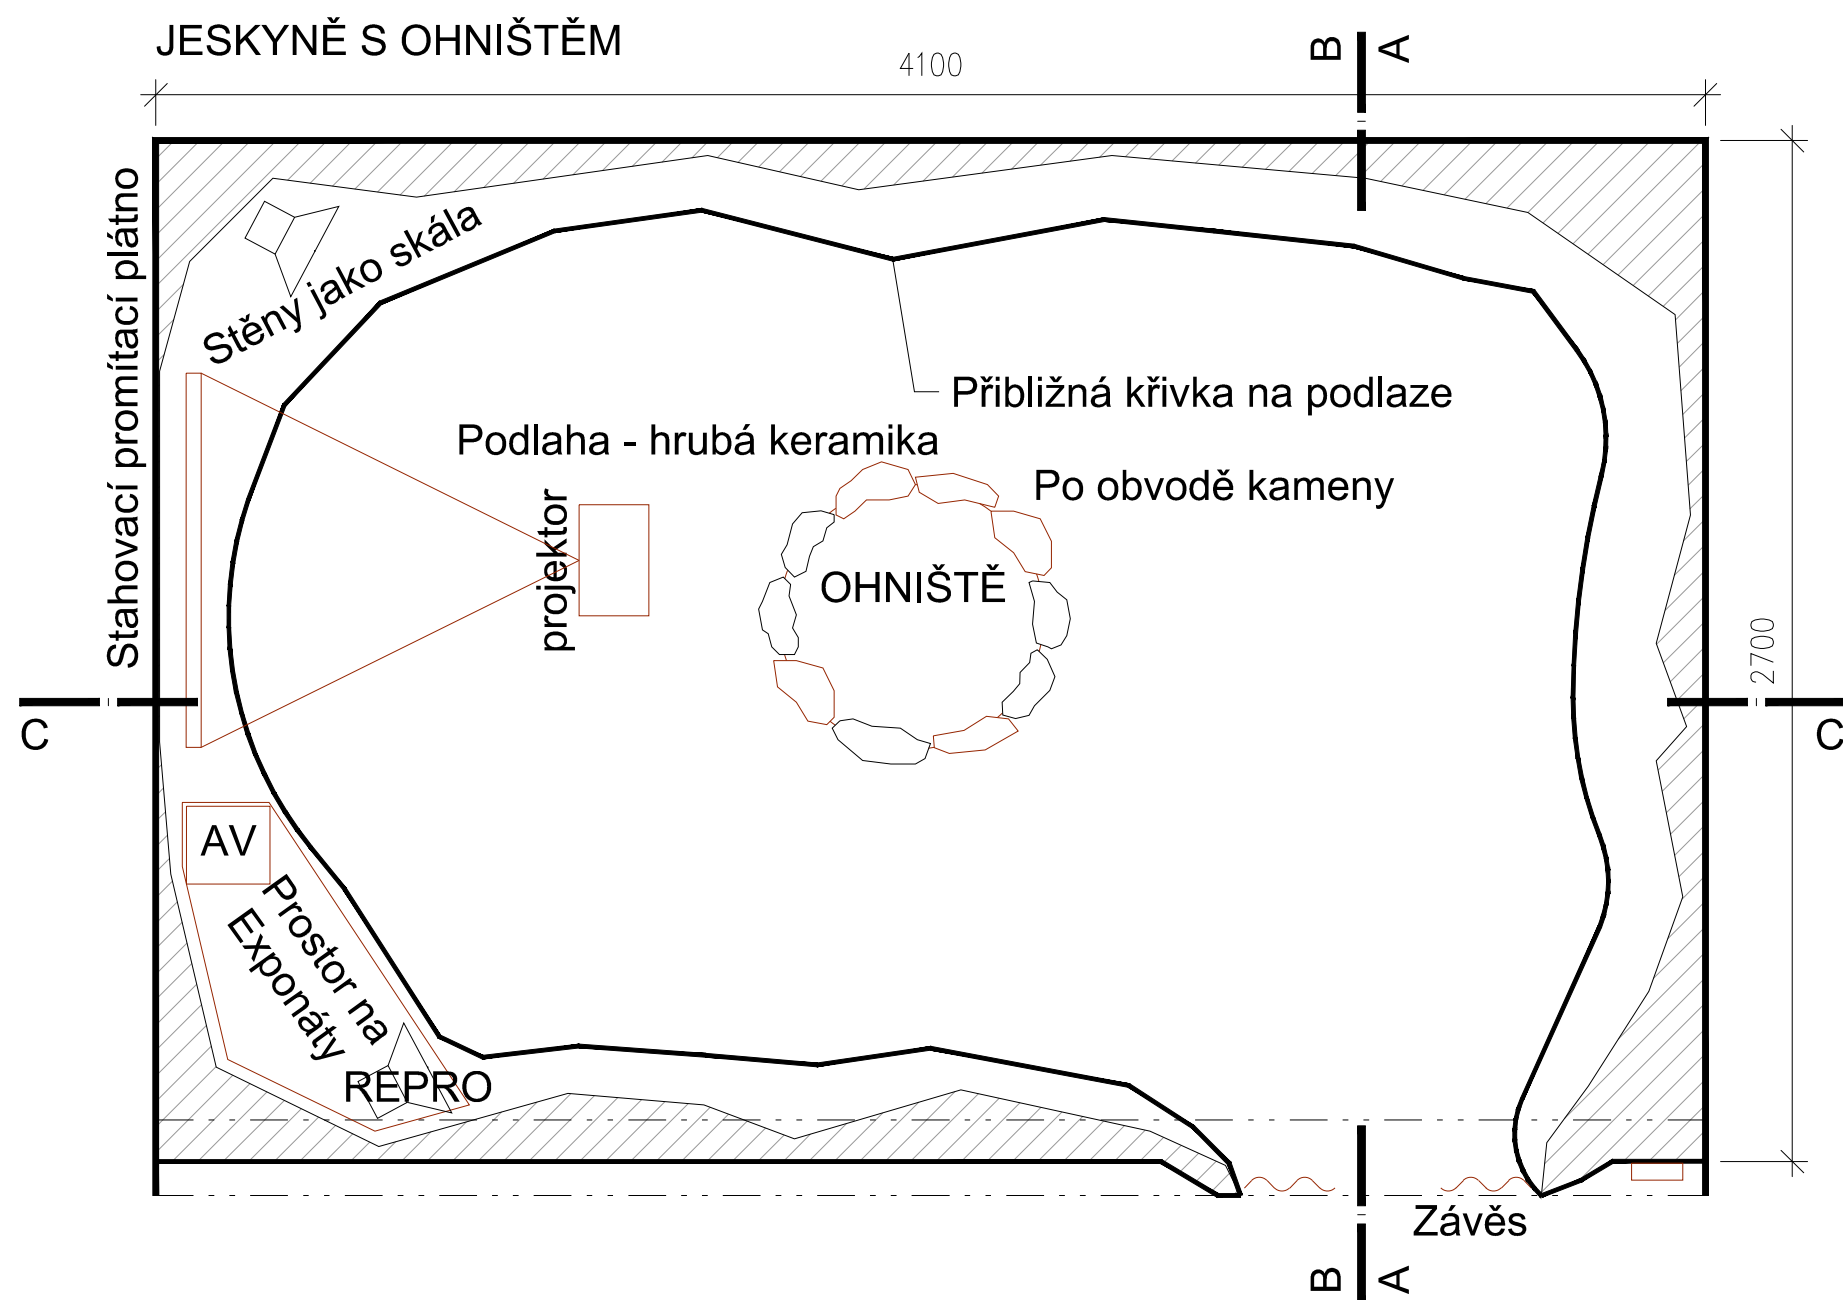 JESKYNĚ S OHNIŠTĚM
4100
B
A
Stahovací promítací plátno
Stěny jako skála
Přibližná křivka na podlaze
Podlaha - hrubá keramika
Po obvodě kameny
projektor
OHNIŠTĚ
2700
C
C
AV
Prostor na
Exponáty
REPRO
Závěs
B
A